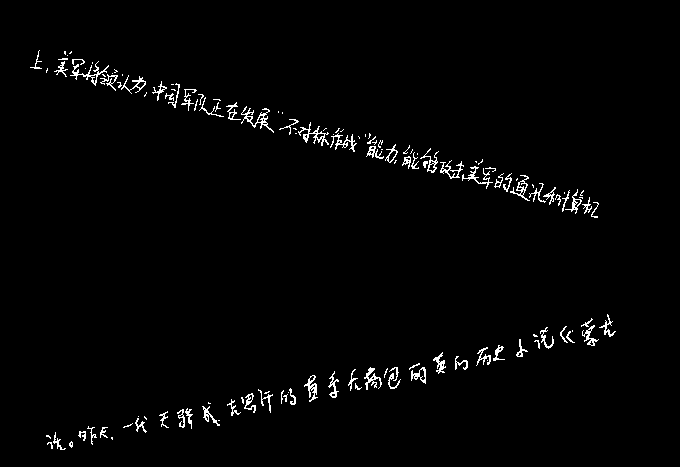 上,美军将领认为,中国军队正在发展“不对称作战”能力,能够攻击美军的通讯和计算机
说。昨天,一代天骄成吉思汗的直系后裔包丽英的历史小说《蒙古